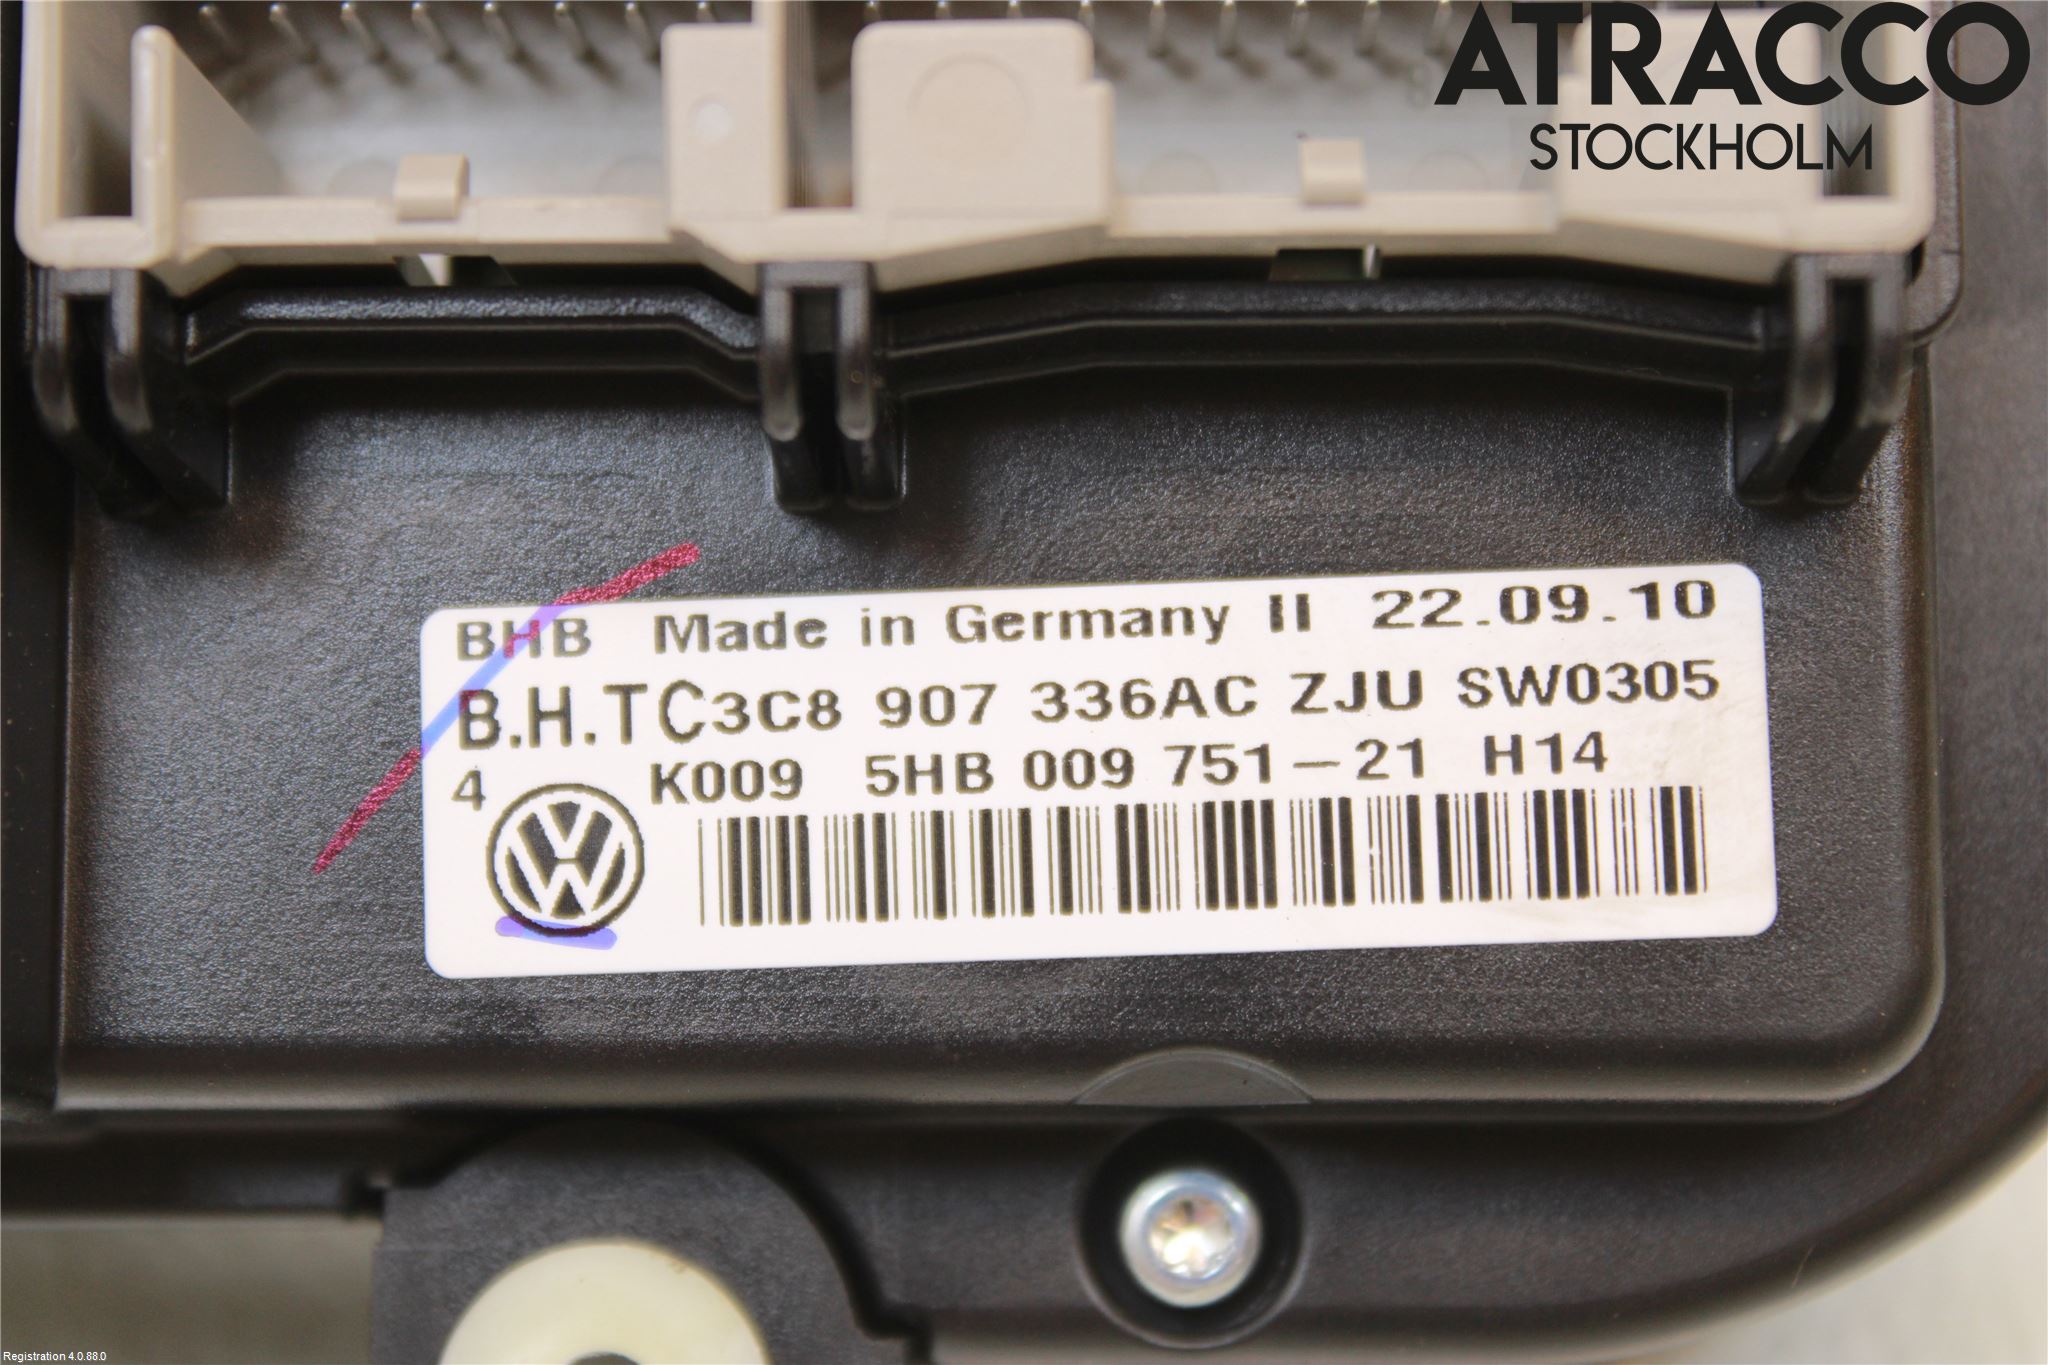 ATRACCO
STOCKHOLM
BHB Made in Germany II 22.09.10
B.H.T C3C8 907 336AC ZJU SW0305
4 K009 5HB 009 751-21 H14
Registration 4.0.88.0